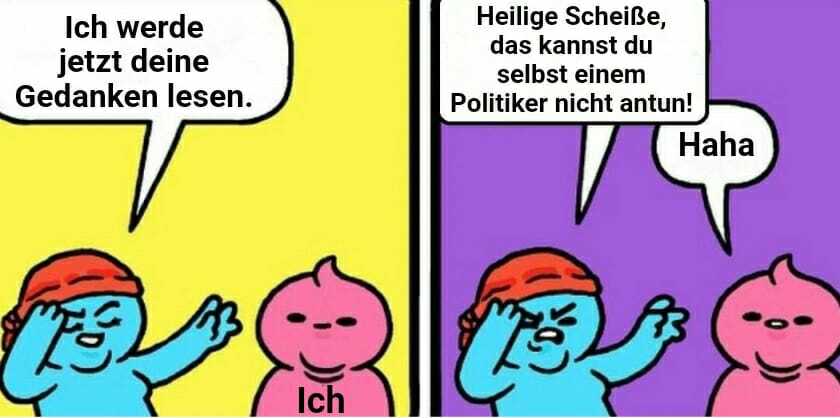 Ich werde
jetzt deine
Gedanken lesen.
Ich
Heilige Scheiße,
das kannst du
selbst einem
Politiker nicht antun!
Haha